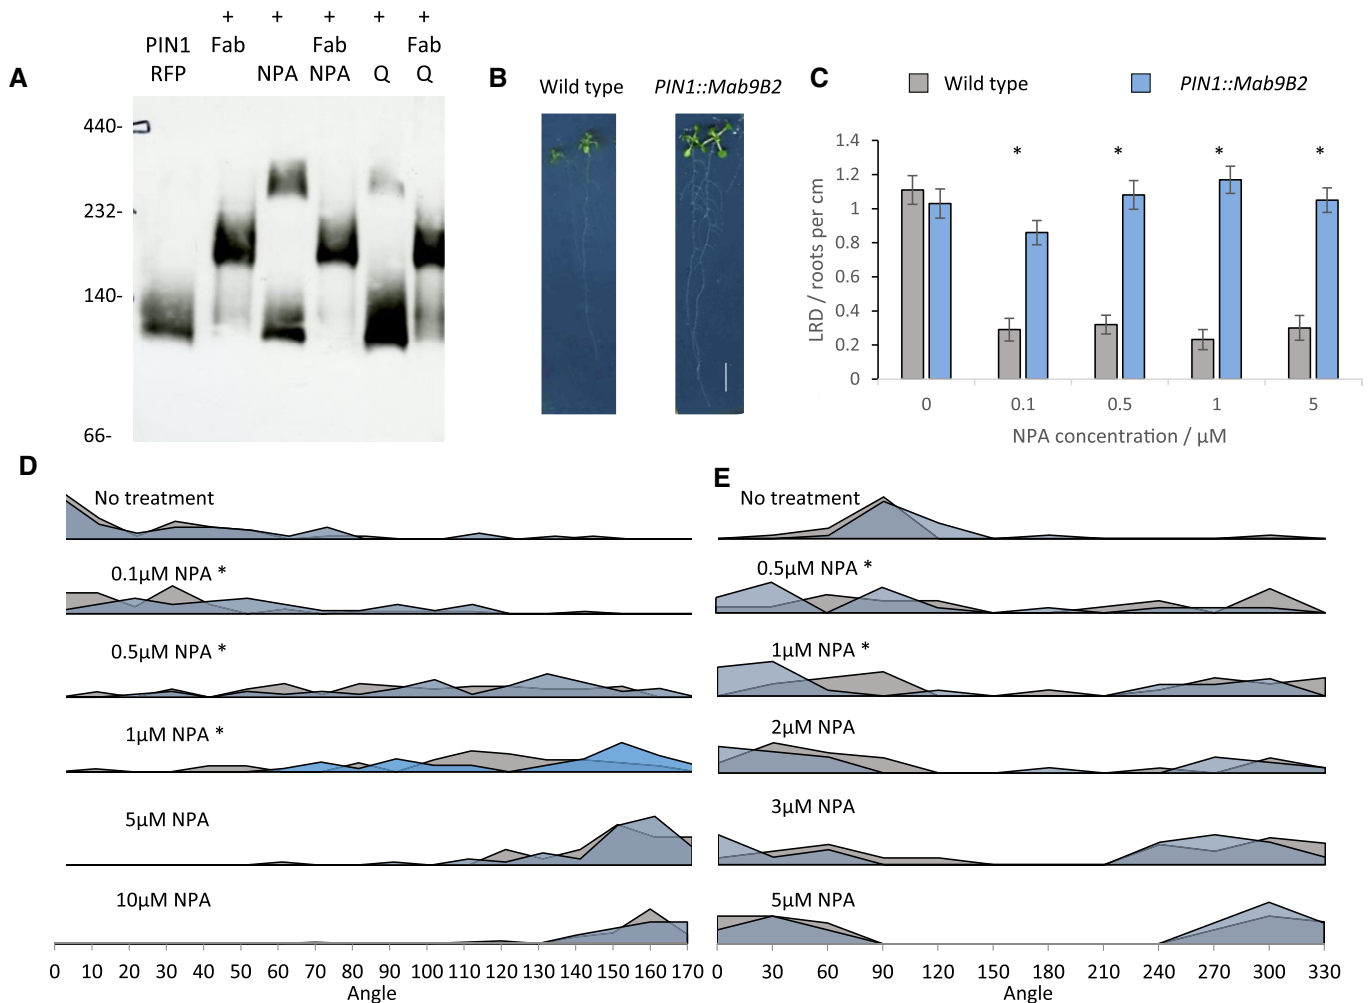 + + + + +
PIN1 Fab Fab Fab
RFP NPA NPA Q Q
A
440-
232-
140-
66-
B
Wild type PIN1::Mab9B2
C
Wild type PIN1::Mab9B2
LRD / roots per cm
1.4
1.2
1
0.8
0.6
0.4
0.2
0
* * * *
0 0.1 0.5 1 5
NPA concentration / µM
D
No treatment
0.1µM NPA *
0.5µM NPA *
1µM NPA *
5µM NPA
10µM NPA
0 10 20 30 40 50 60 70 80 90 100 110 120 130 140 150 160 170
Angle
E
No treatment
0.5µM NPA *
1µM NPA *
2µM NPA
3µM NPA
5µM NPA
0 30 60 90 120 150 180 210 240 270 300 330
Angle